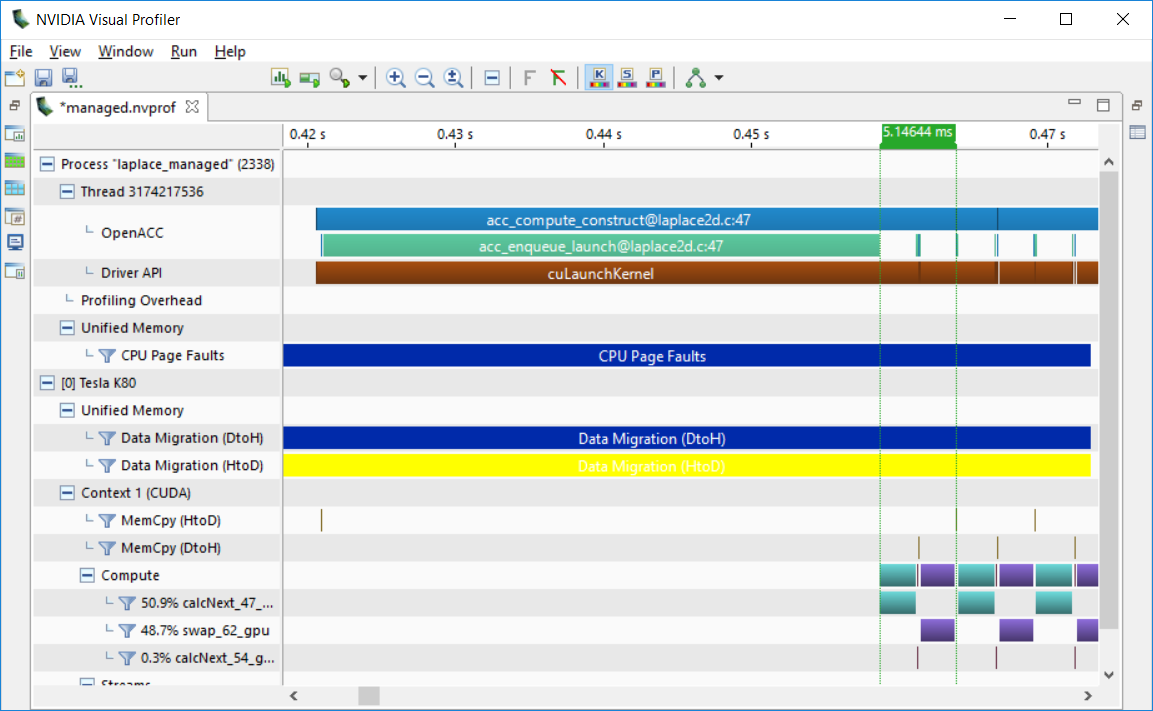 NVIDIA Visual Profiler
File View Window Run Help
F F K S P
*managed.nvprof
0.42 s 0.43 s 0.44 s 0.45 s 5.14644 ms 0.47 s
Process "laplace_managed" (2338)
Thread 3174217536
OpenACC
acc_compute_construct@laplace2d.c:47
acc_enqueue_launch@laplace2d.c:47
Driver API cuLaunchKernel
Profiling Overhead
Unified Memory
CPU Page Faults CPU Page Faults
[0] Tesla K80
Unified Memory
Data Migration (DtoH) Data Migration (DtoH)
Data Migration (HtoD) Data Migration (HtoD)
Context 1 (CUDA)
MemCpy (HtoD)
MemCpy (DtoH)
Compute
50.9% calcNext_47_...
48.7% swap_62_gpu
0.3% calcNext_54_g...
Streams